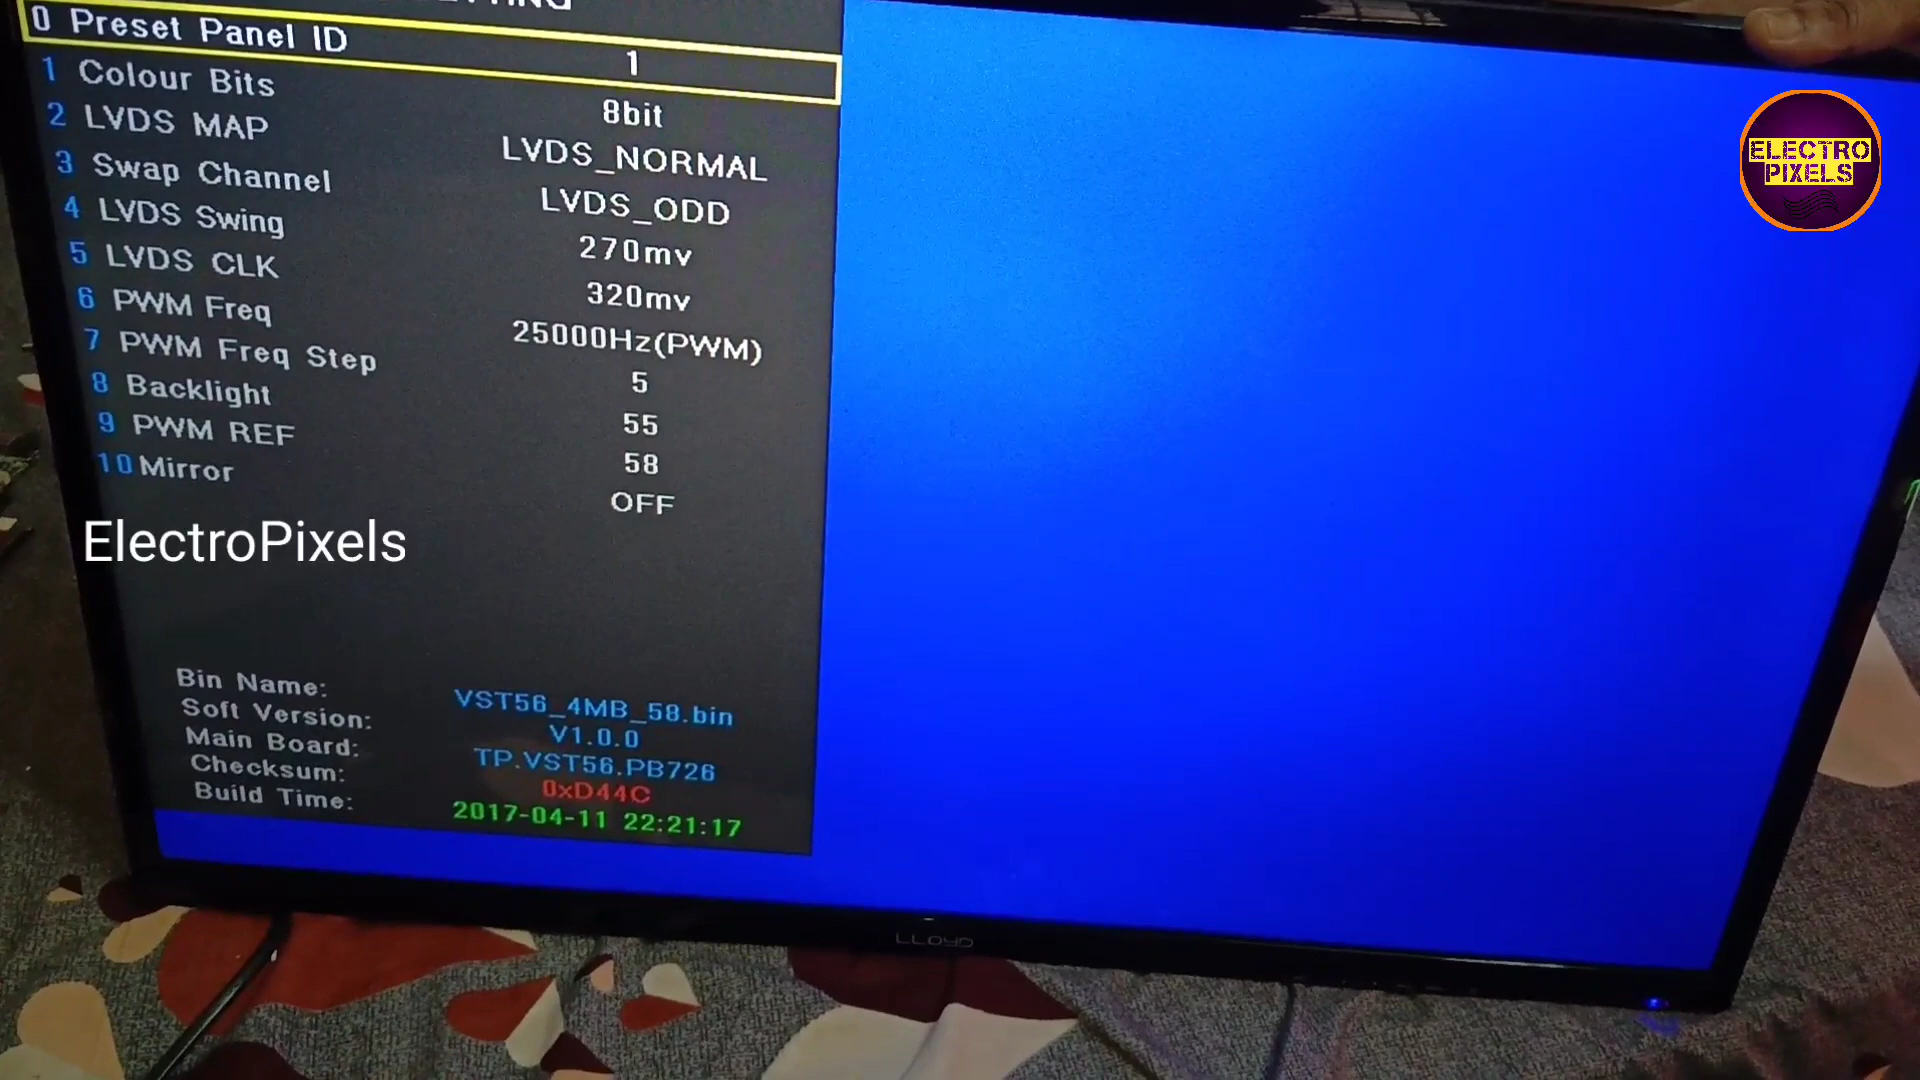 0 Preset Panel ID 1
1 Colour Bits 8bit
2 LVDS MAP LVDS_NORMAL
3 Swap Channel LVDS_ODD
4 LVDS Swing 270mv
5 LVDS CLK 320mv
6 PWM Freq 25000Hz(PWM)
7 PWM Freq Step 5
8 Backlight 55
9 PWM REF 58
10 Mirror OFF
ElectroPixels
Bin Name: VST56_4MB_58.bin
Soft Version: V1.0.0
Main Board: TP.VST56.PB726
Checksum: 0xD44C
Build Time: 2017-04-11 22:21:17
LLOYD
ELECTRO
PIXELS